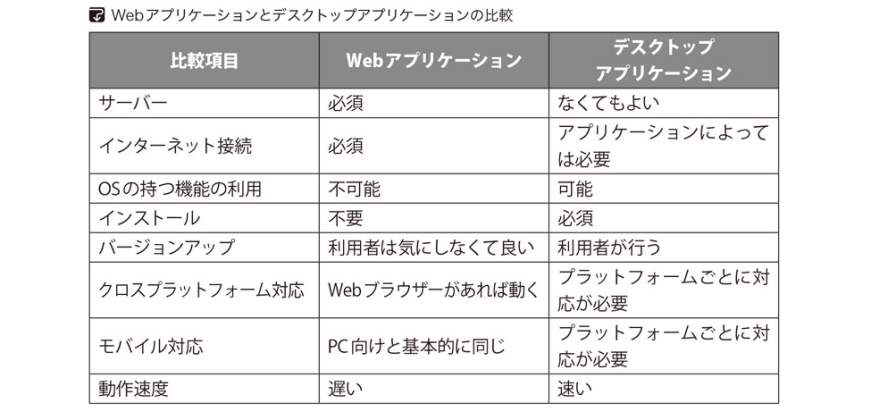 Webアプリケーションとデスクトップアプリケーションの比較
比較項目
Webアプリケーション
デスクトップ
アプリケーション
サーバー
必須
なくてもよい
インターネット接続
必須
アプリケーションによって
は必要
OSの持つ機能の利用
不可能
可能
インストール
不要
必須
バージョンアップ
利用者は気にしなくて良い
利用者が行う
クロスプラットフォーム対応
Webブラウザーがあれば動く
プラットフォームごとに対
応が必要
モバイル対応
PC向けと基本的に同じ
プラットフォームごとに対
応が必要
動作速度
遅い
速い